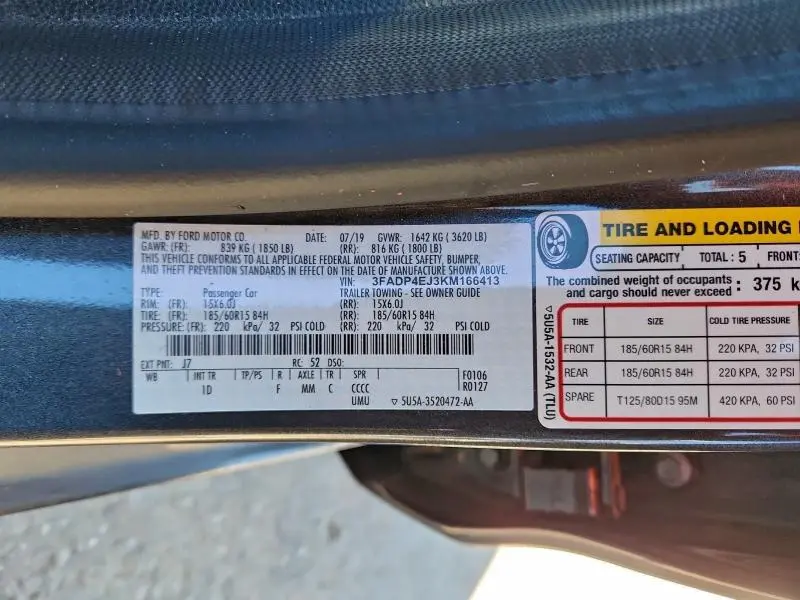 MFD. BY FORD MOTOR CO. DATE: 07/19 GVWR: 1642 KG ( 3620 LB)
GAWR: (FR): 839 KG ( 1850 LB) (RR): 816 KG ( 1800 LB)
THIS VEHICLE CONFORMS TO ALL APPLICABLE FEDERAL MOTOR VEHICLE SAFETY, BUMPER,
AND THEFT PREVENTION STANDARDS IN EFFECT ON THE DATE OF MANUFACTURE SHOWN ABOVE.
VIN: 3FADP4EJ3KM166413
TYPE: Passenger Car TRAILER TOWING - SEE OWNER GUIDE
RIM: (FR): 15X6.0J (RR): 15X6.0J
TIRE: (FR): 185/60R15 84H (RR): 185/60R15 84H
PRESSURE: (FR): 220 kPa/ 32 PSI COLD (RR): 220 kPa/ 32 PSI COLD
EXT PNT: J7 RC: 52 DSO:
WB INT TR TP/PS R AXLE TR SPR F0106
1D F MM C CCCC R0127
UMU ▽ 5U5A-3520472-AA
TIRE AND LOADING
SEATING CAPACITY TOTAL : 5 FRONT:
The combined weight of occupants
and cargo should never exceed : 375 k
TIRE SIZE COLD TIRE PRESSURE
FRONT 185/60R15 84H 220 KPA, 32 PSI
REAR 185/60R15 84H 220 KPA, 32 PSI
SPARE T125/80D15 95M 420 KPA, 60 PSI
▽5U5A-1532-AA (TLU)